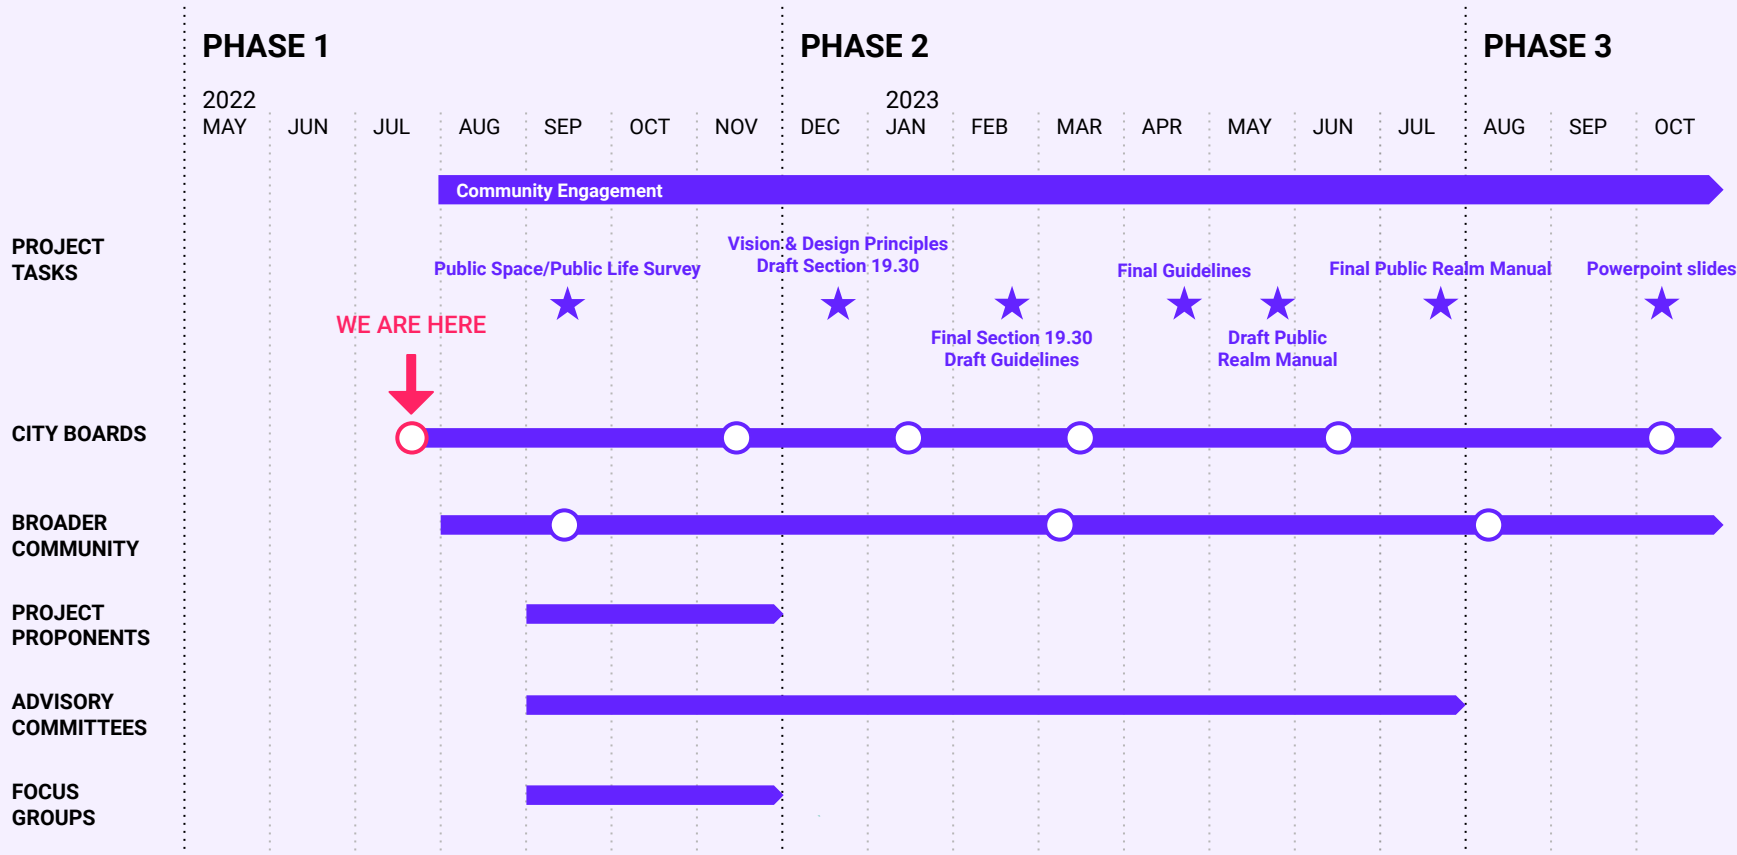 PHASE 1
PHASE 2
PHASE 3
2022
2023
MAY
JUN
JUL
AUG
SEP
OCT
NOV
DEC
JAN
FEB
MAR
APR
MAY
JUN
JUL
AUG
SEP
OCT
Community Engagement
PROJECT
TASKS
Public Space/Public Life Survey
Vision & Design Principles
Draft Section 19.30
Final Section 19.30
Draft Guidelines
Final Guidelines
Draft Public
Realm Manual
Final Public Realm Manual
Powerpoint slides
WE ARE HERE
CITY BOARDS
BROADER
COMMUNITY
PROJECT
PROPONENTS
ADVISORY
COMMITTEES
FOCUS
GROUPS